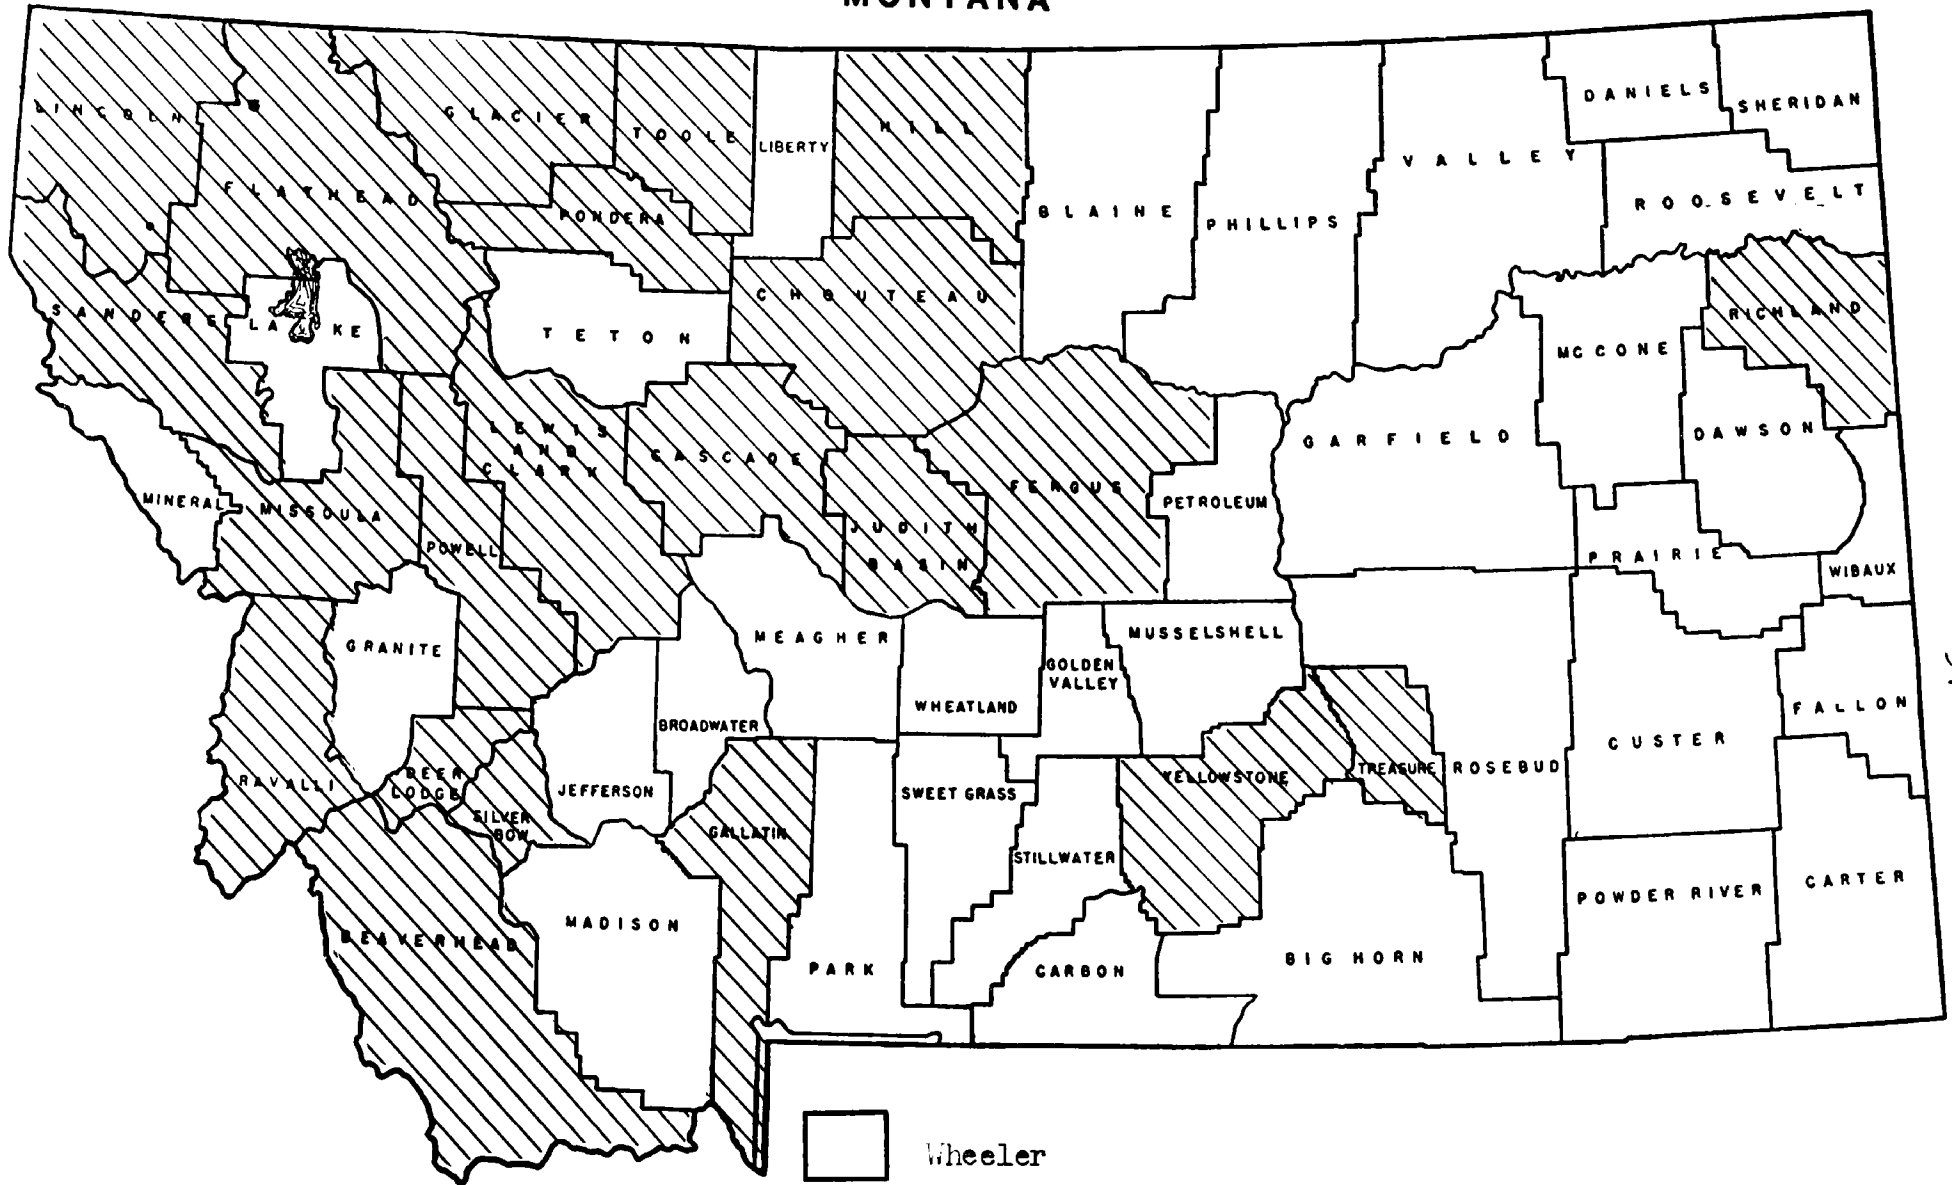 MONTANA
LINCOLN
GLACIER
TOOLE
LIBERTY
HILL
DANIELS
SHERIDAN
VALLEY
FLATHEAD
PONDERA
BLAINE
PHILLIPS
ROOSEVELT
SANDERS
LAKE
TETON
CHOUTEAU
RICHLAND
MCCONE
LEWIS
AND
CLARK
CASCADE
FERGUS
GARFIELD
DAWSON
MINERAL
MISSOULA
POWELL
JUDITH
BASIN
PETROLEUM
PRAIRIE
WIBAUX
GRANITE
MEAGHER
WHEATLAND
GOLDEN
VALLEY
MUSSELSHELL
BROADWATER
FALLON
CUSTER
RAVALLI
DEER
LODGE
SILVER
BOW
JEFFERSON
GALLATIN
SWEET GRASS
STILLWATER
YELLOWSTONE
TREASURE
ROSEBUD
POWDER RIVER
CARTER
BEAVERHEAD
MADISON
PARK
CARBON
BIG HORN
Wheeler